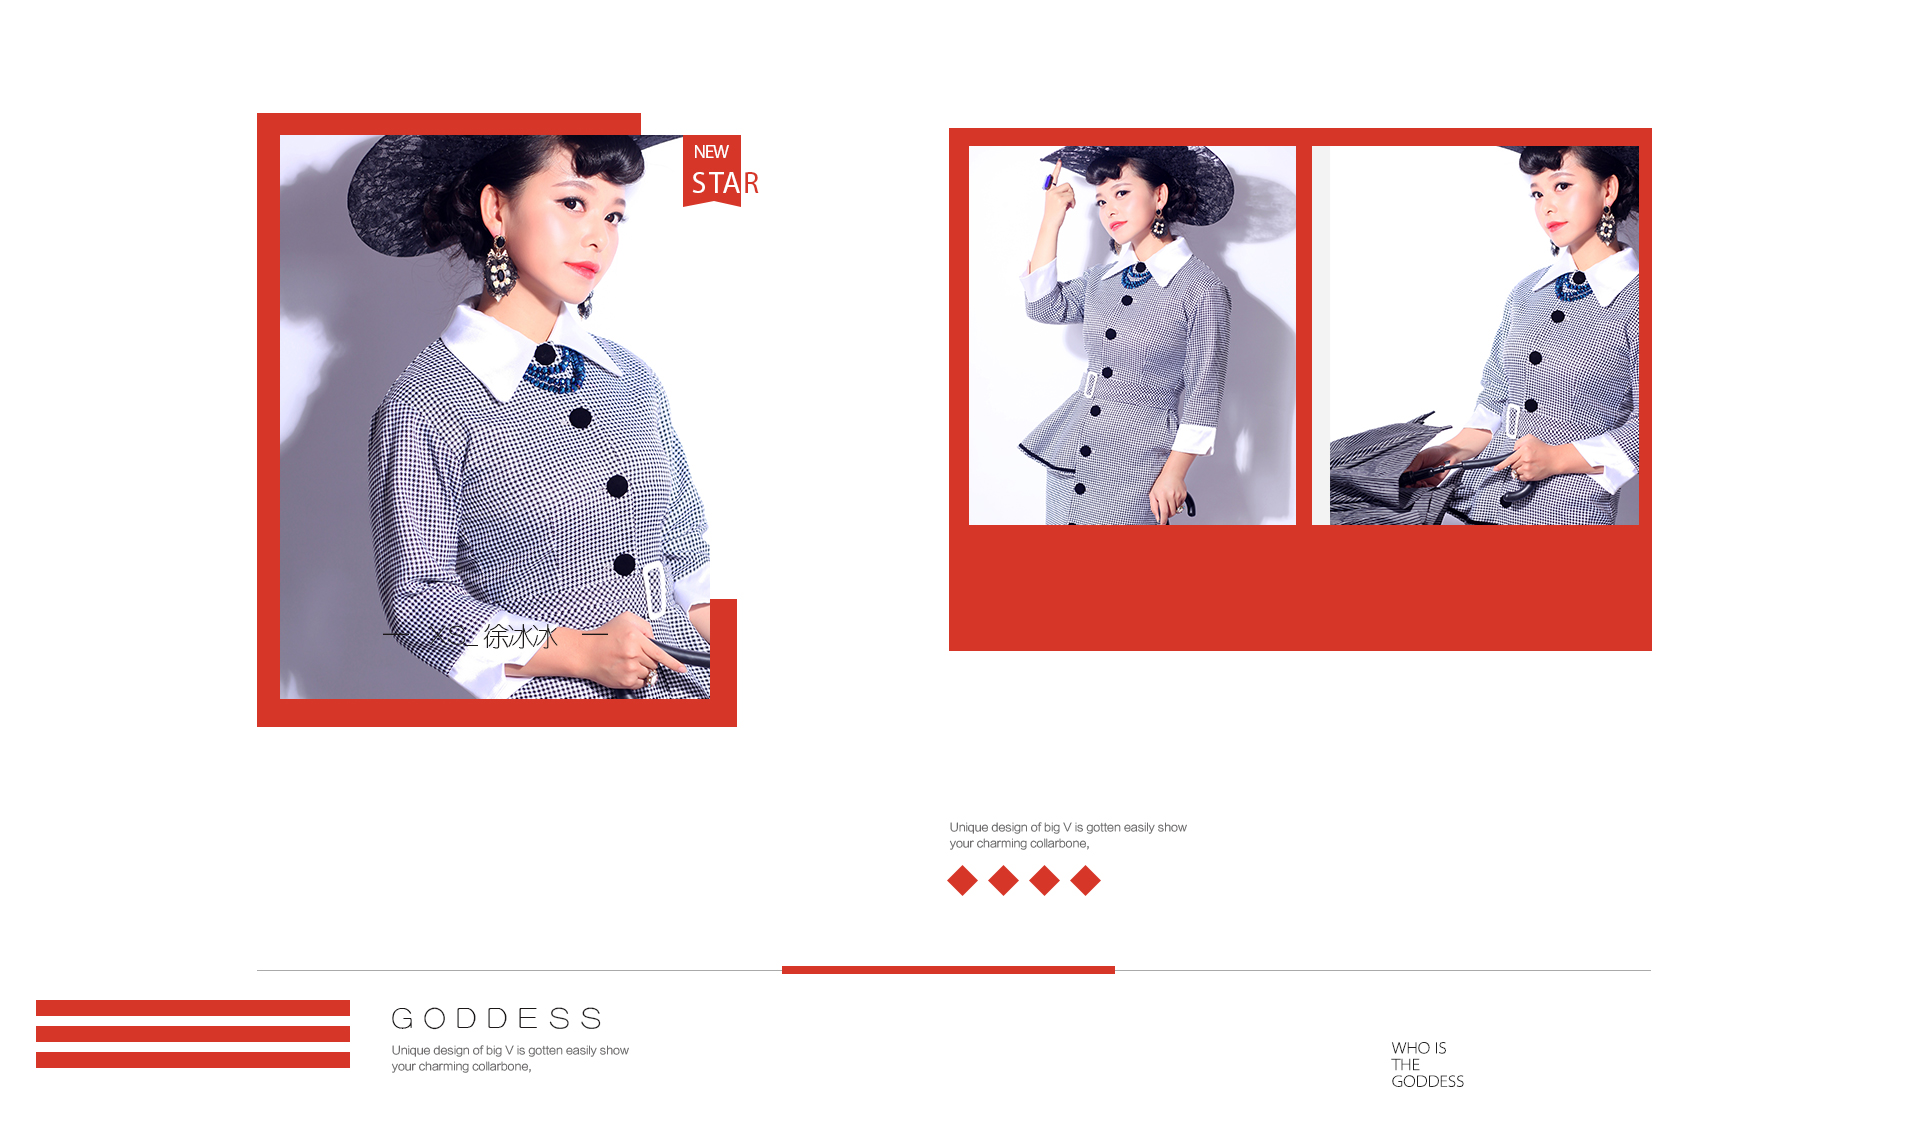 NEW
STAR
徐冰冰
Unique design of big V is gotten easily show
your charming collarbone,
GODDESS
Unique design of big V is gotten easily show
your charming collarbone,
WHO IS
THE
GODDESS